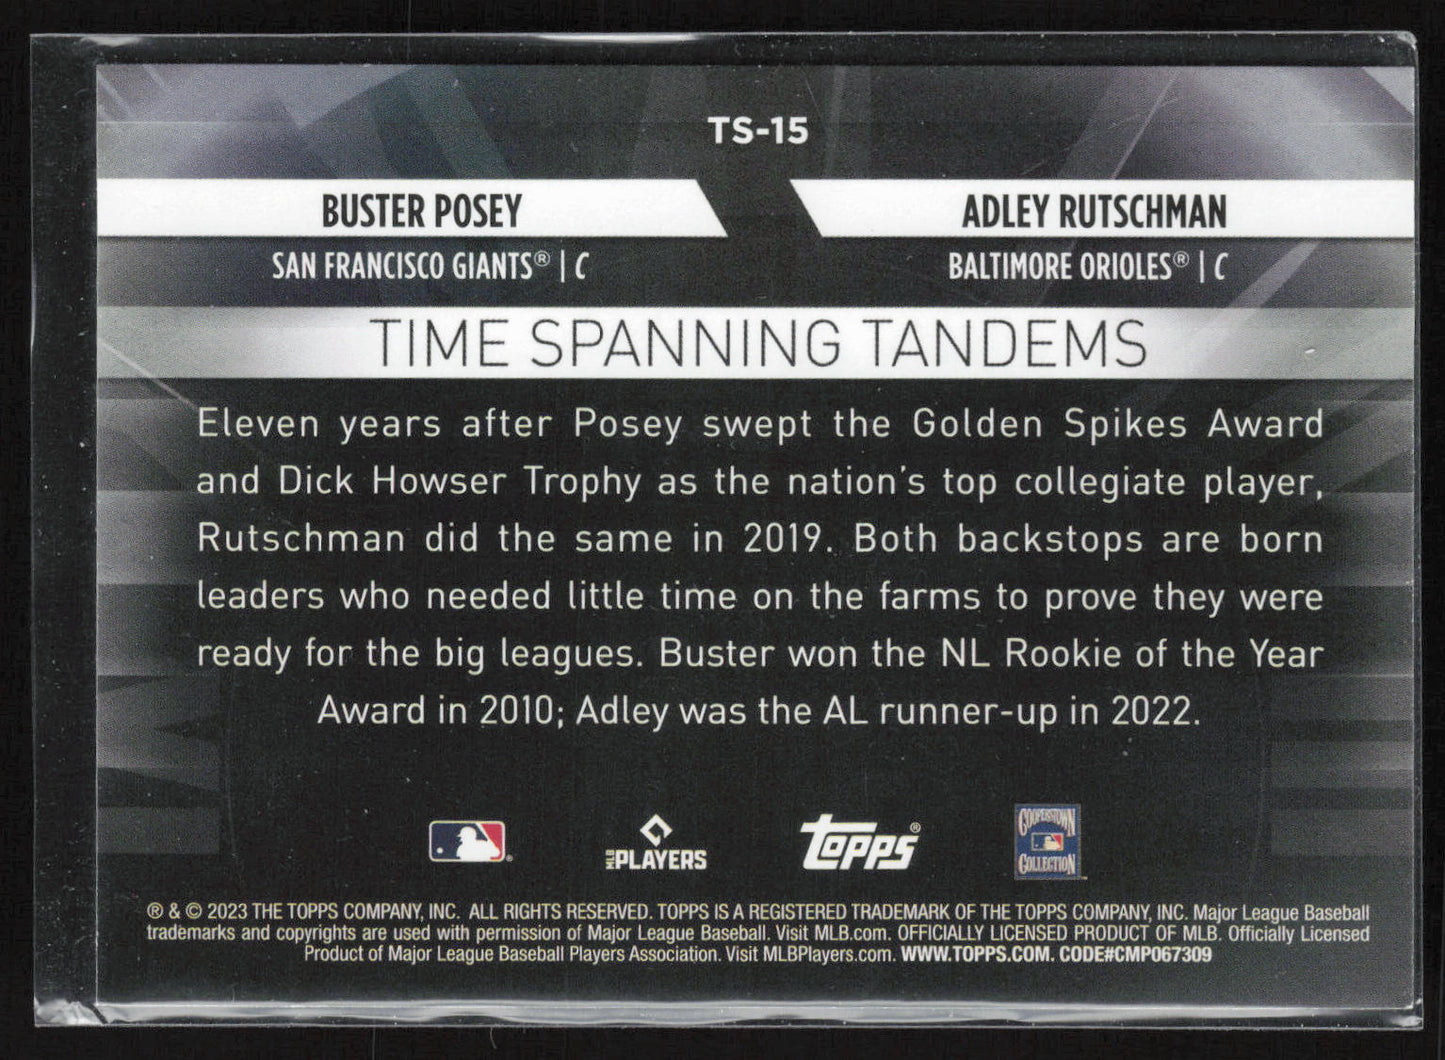 TS-15
BUSTER POSEY
ADLEY RUTSCHMAN
SAN FRANCISCO GIANTS® | C
BALTIMORE ORIOLES® | C
TIME SPANNING TANDEMS
Eleven years after Posey swept the Golden Spikes Award
and Dick Howser Trophy as the nation's top collegiate player,
Rutschman did the same in 2019. Both backstops are born
leaders who needed little time on the farms to prove they were
ready for the big leagues. Buster won the NL Rookie of the Year
Award in 2010; Adley was the AL runner-up in 2022.
MLB PLAYERS
TOPPS®
COOPERSTOWN
COLLECTION
® & © 2023 THE TOPPS COMPANY, INC. ALL RIGHTS RESERVED. TOPPS IS A REGISTERED TRADEMARK OF THE TOPPS COMPANY, INC. Major League Baseball
trademarks and copyrights are used with permission of Major League Baseball. Visit MLB.com. OFFICIALLY LICENSED PRODUCT OF MLB. Officially Licensed
Product of Major League Baseball Players Association. Visit MLBPlayers.com. WWW.TOPPS.COM. CODE#CMP067309